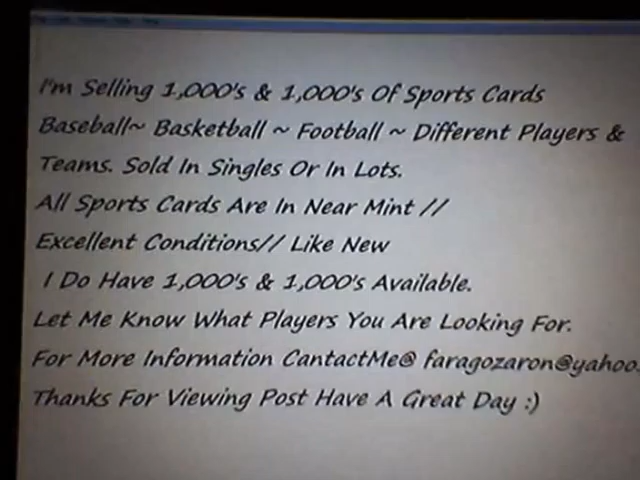 I'm Selling 1,000's & 1,000's Of Sports Cards
Baseball~ Basketball ~ Football ~ Different Players &
Teams. Sold In Singles Or In Lots.
All Sports Cards Are In Near Mint //
Excellent Conditions// Like New
I Do Have 1,000's & 1,000's Available.
Let Me Know What Players You Are Looking For.
For More Information CantactMe@ faragozaron@yahoo.
Thanks For Viewing Post Have A Great Day :)